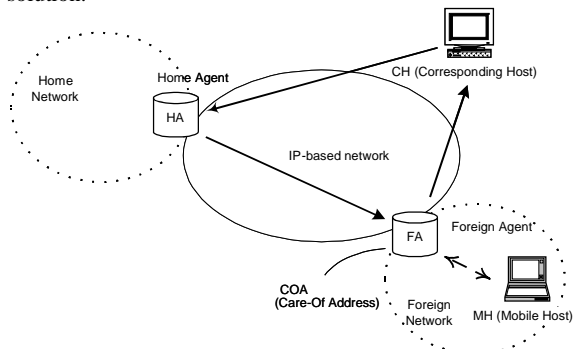 solution.
CH (Corresponding Host)
Home
Network
Home Agent
HA
IP-based network
FA
Foreign Agent
COA
(Care-Of Address)
Foreign
Network
MH (Mobile Host)